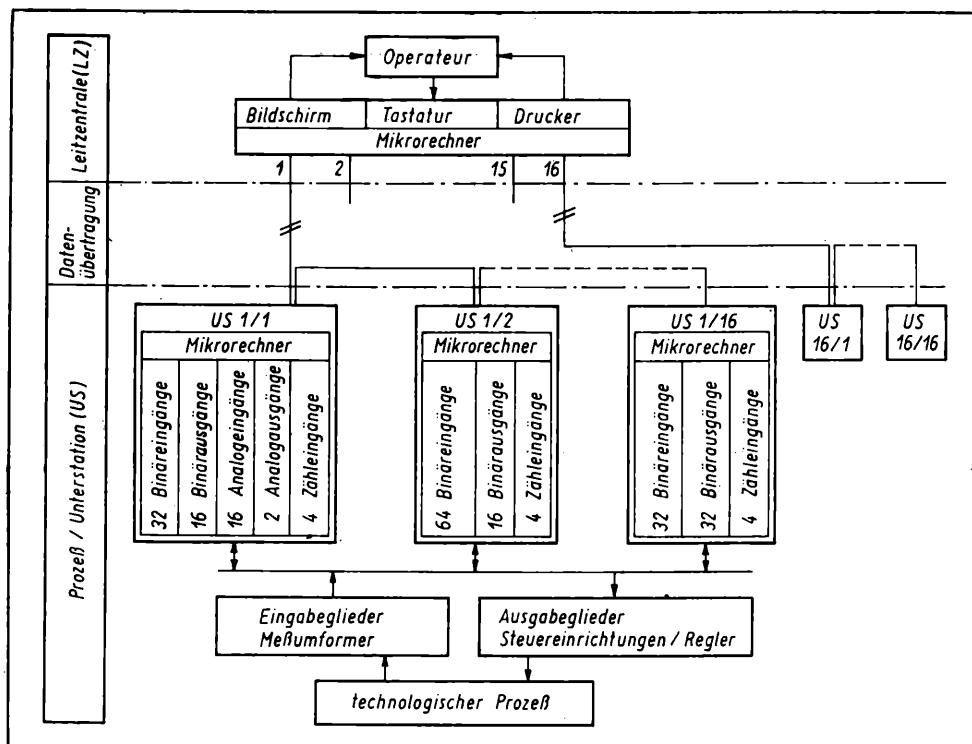 Leitzentrale (LZ)
Daten-
übertragung
Prozeß / Unterstation (US)
Operateur
Bildschirm
Tastatur
Drucker
Mikrorechner
1
2
15
16
US 1/1
Mikrorechner
32 Binäreingänge
16 Binärausgänge
16 Analogeingänge
2 Analogausgänge
4 Zähleingänge
US 1/2
Mikrorechner
64 Binäreingänge
16 Binärausgänge
4 Zähleingänge
US 1/16
Mikrorechner
32 Binäreingänge
32 Binärausgänge
4 Zähleingänge
US
16/1
US
16/16
Eingabeglieder
Meßumformer
Ausgabeglieder
Steuereinrichtungen / Regler
technologischer Prozeß